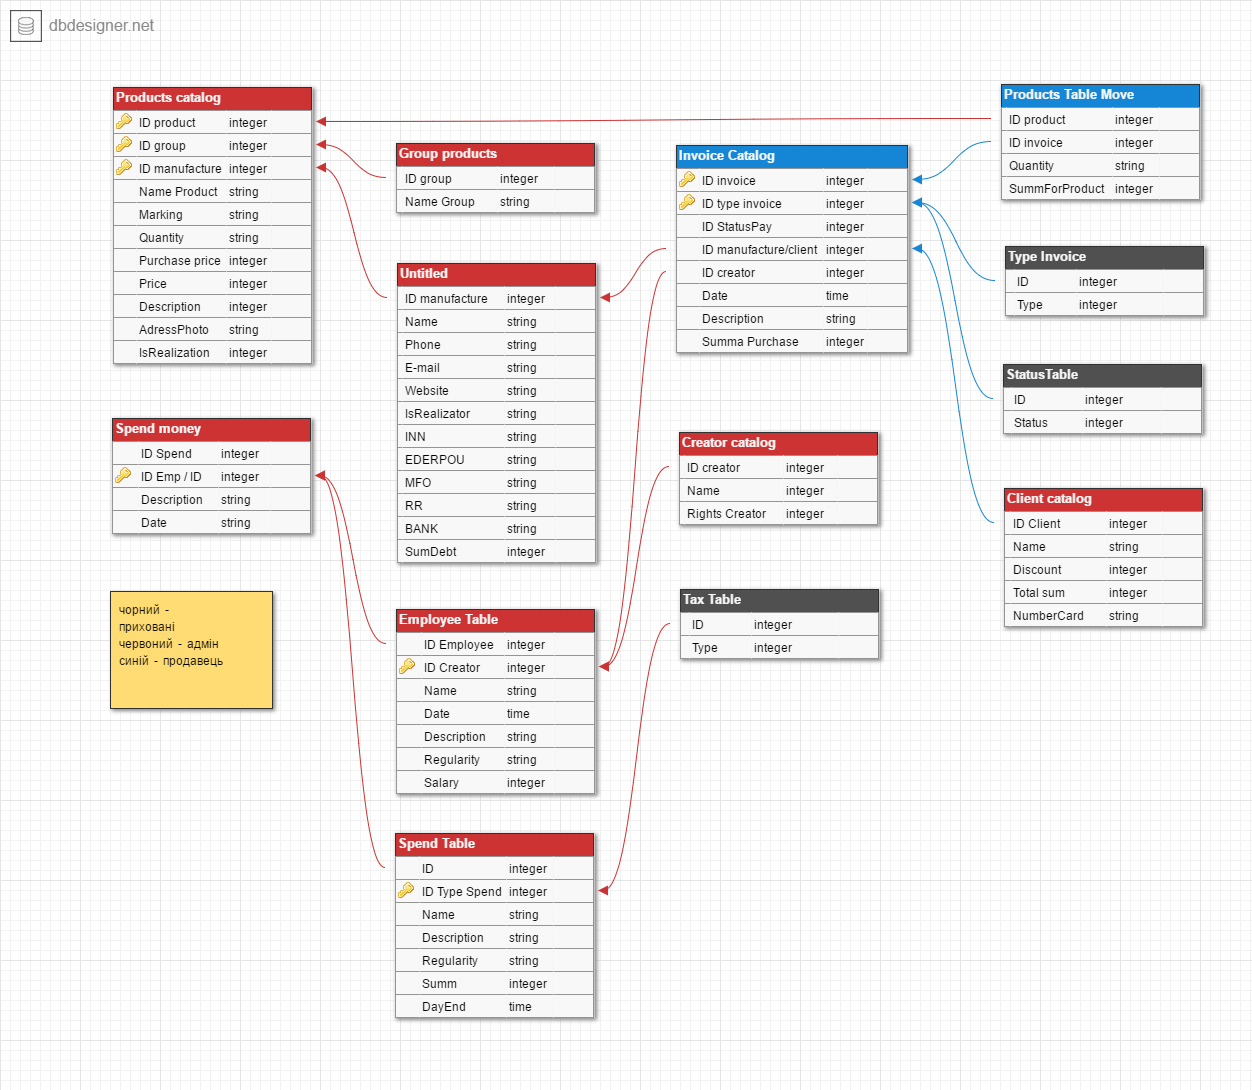 dbdesigner.net
Products catalog
ID product integer
ID group integer
ID manufacture integer
Name Product string
Marking string
Quantity string
Purchase price integer
Price integer
Description integer
AdressPhoto string
IsRealization integer
Spend money
ID Spend integer
ID Emp / ID integer
Description string
Date string
чорний -
приховані
червоний - адмін
синій - продавець
Group products
ID group integer
Name Group string
Untitled
ID manufacture integer
Name string
Phone string
E-mail string
Website string
IsRealizator string
INN string
EDERPOU string
MFO string
RR string
BANK string
SumDebt integer
Employee Table
ID Employee integer
ID Creator integer
Name string
Date time
Description string
Regularity string
Salary integer
Spend Table
ID integer
ID Type Spend integer
Name string
Description string
Regularity string
Summ integer
DayEnd time
Invoice Catalog
ID invoice integer
ID type invoice integer
ID StatusPay integer
ID manufacture/client integer
ID creator integer
Date time
Description string
Summa Purchase integer
Creator catalog
ID creator integer
Name integer
Rights Creator integer
Tax Table
ID integer
Type integer
Products Table Move
ID product integer
ID invoice integer
Quantity string
SummForProduct integer
Type Invoice
ID integer
Type integer
StatusTable
ID integer
Status integer
Client catalog
ID Client integer
Name string
Discount integer
Total sum integer
NumberCard string